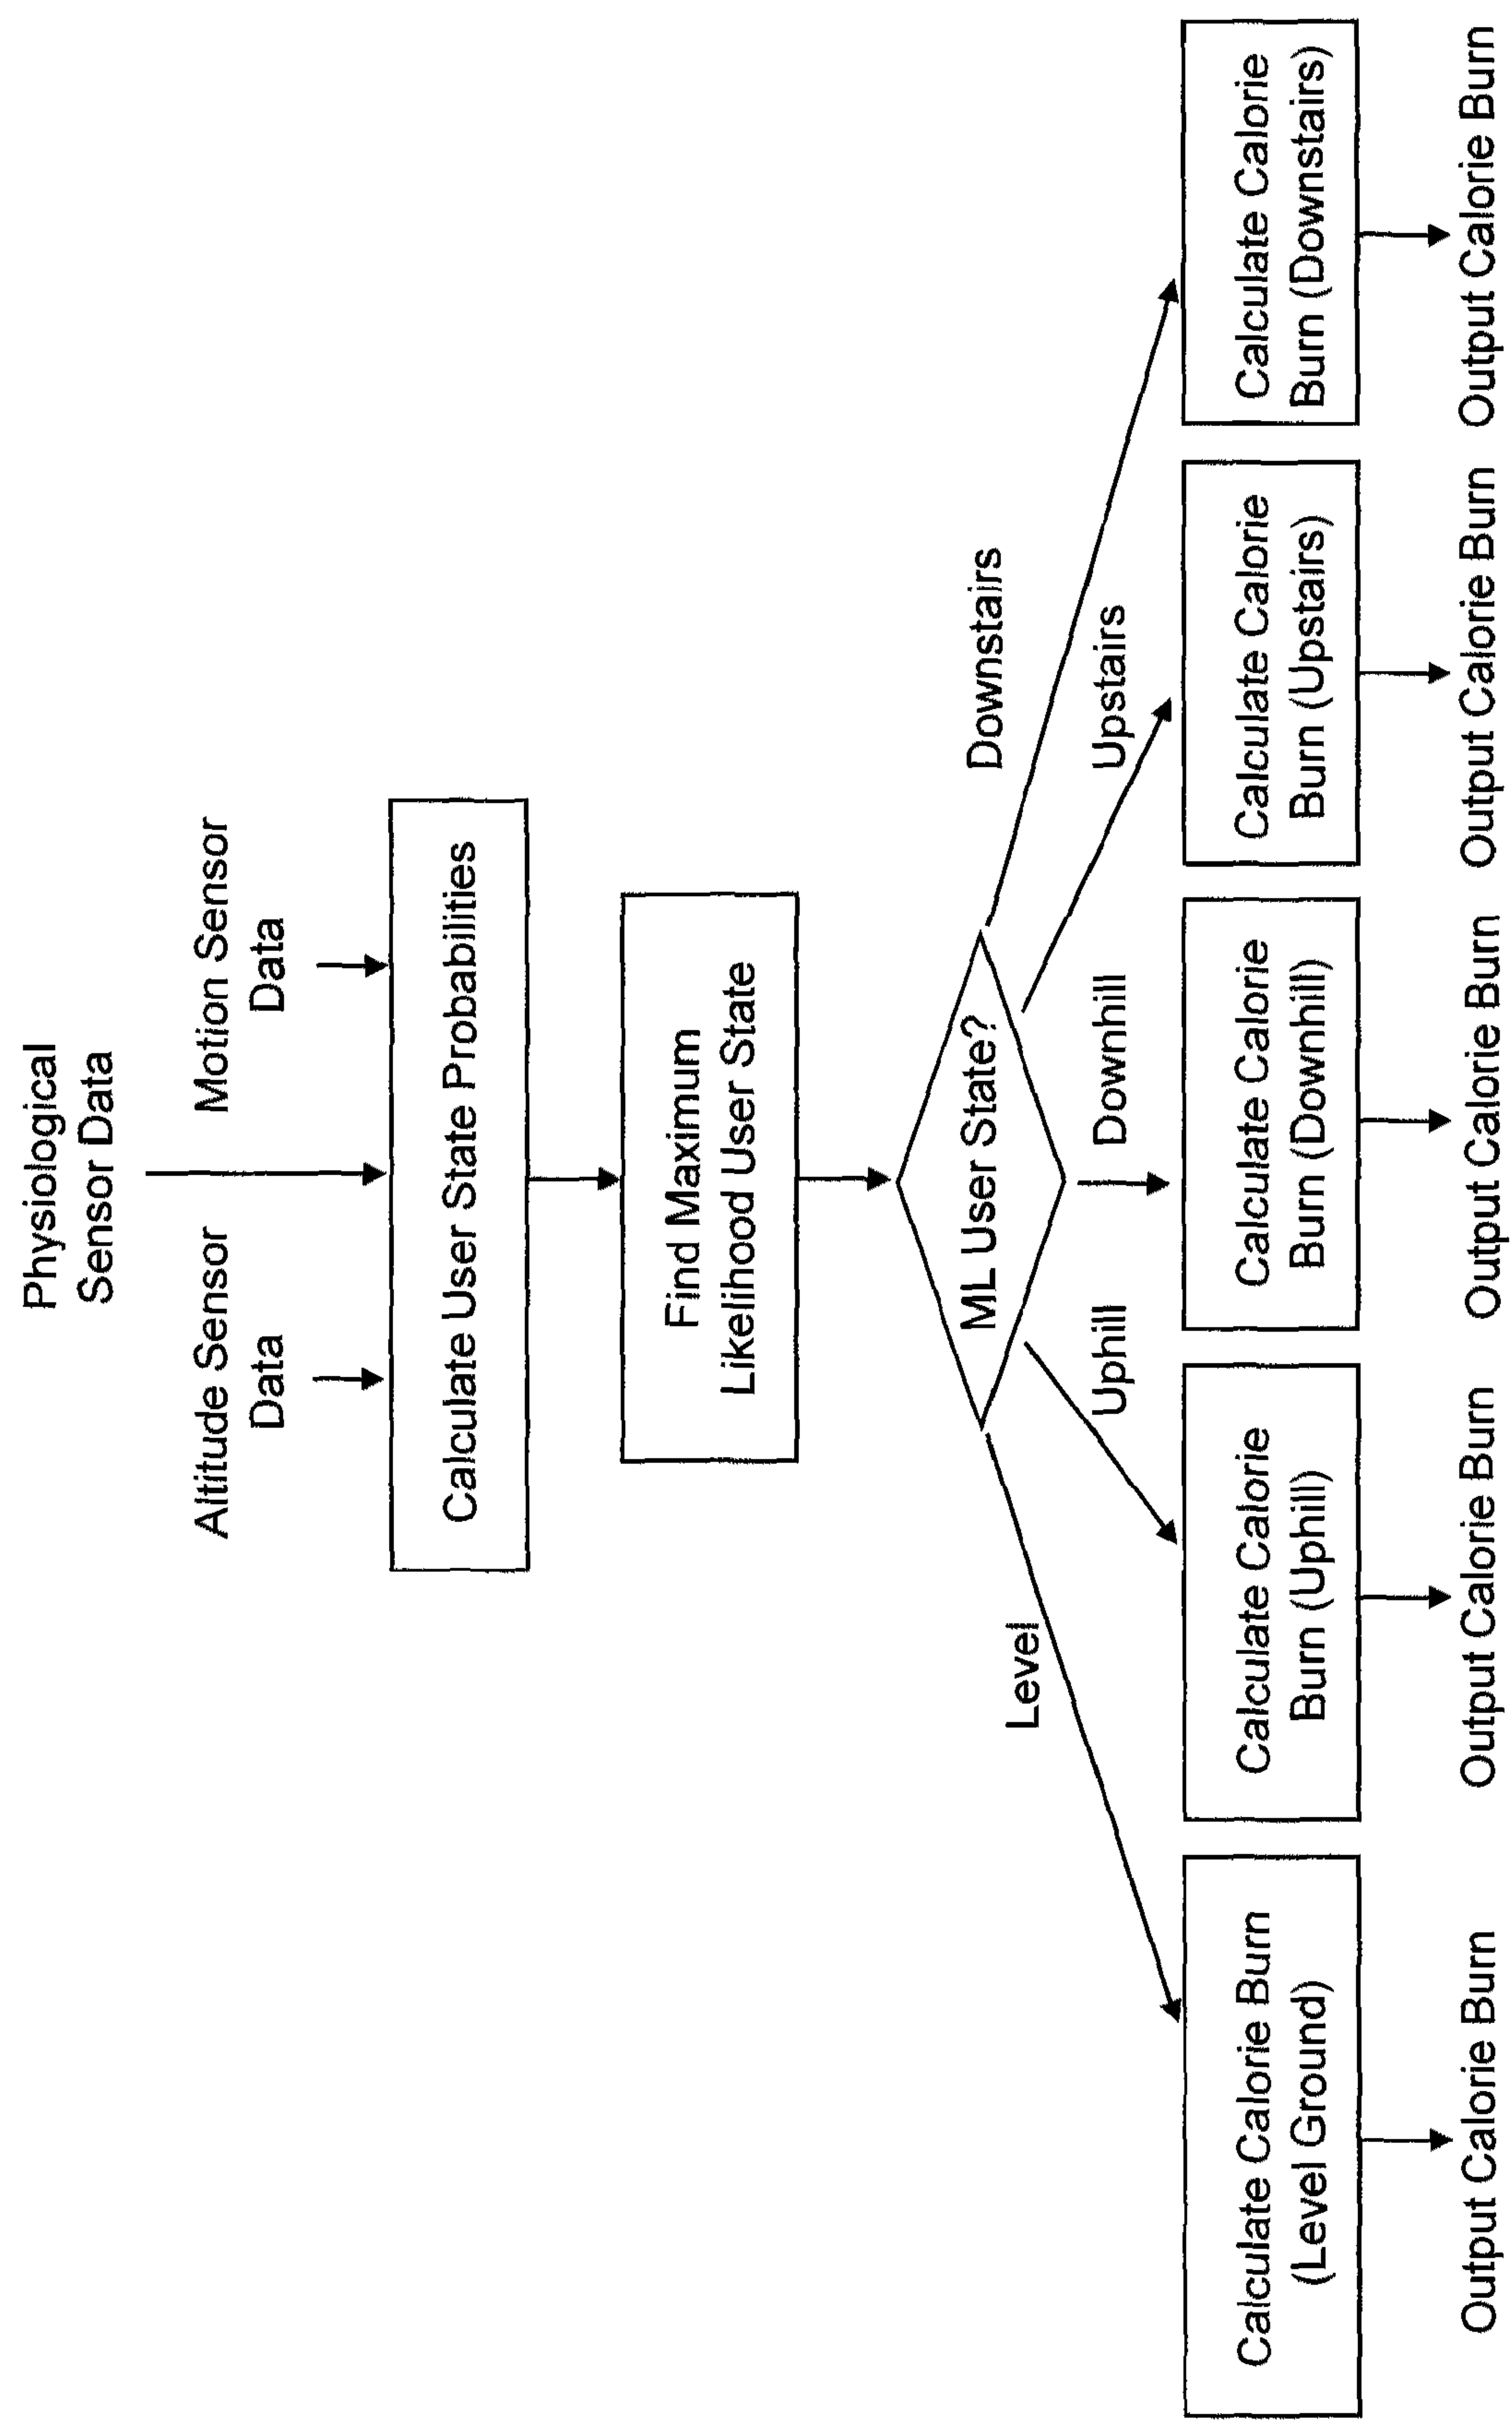 Physiological
Sensor Data
Altitude Sensor
Data
Motion Sensor
Data
Calculate User State Probabilities
Find Maximum
Likelihood User State
ML User State?
Level
Uphill
Downhill
Upstairs
Downstairs
Calculate Calorie Burn
(Level Ground)
Calculate Calorie
Burn (Uphill)
Calculate Calorie
Burn (Downhill)
Calculate Calorie
Burn (Upstairs)
Calculate Calorie
Burn (Downstairs)
Output Calorie Burn
Output Calorie Burn
Output Calorie Burn
Output Calorie Burn
Output Calorie Burn